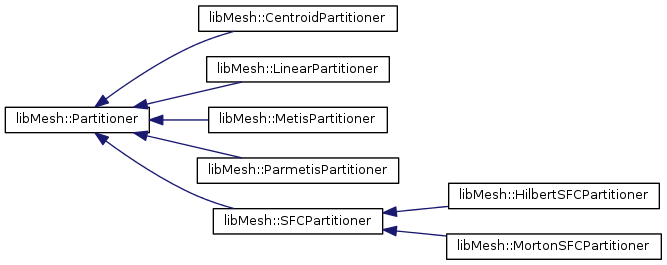 libMesh::CentroidPartitioner
libMesh::LinearPartitioner
libMesh::Partitioner
libMesh::MetisPartitioner
libMesh::ParmetisPartitioner
libMesh::HilbertSFCPartitioner
libMesh::SFCPartitioner
libMesh::MortonSFCPartitioner